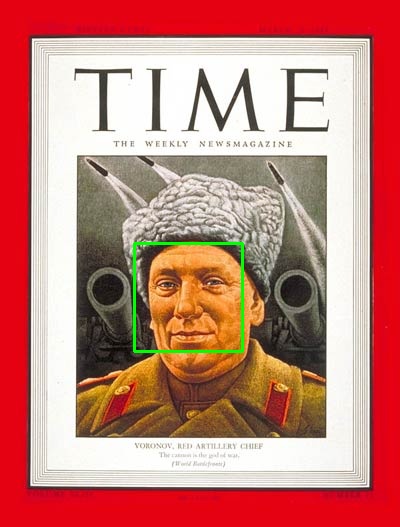 TIME
THE WEEKLY NEWSMAGAZINE
VORONOV, RED ARTILLERY CHIEF
The cannon is the god of war.
(World Battlefronts)